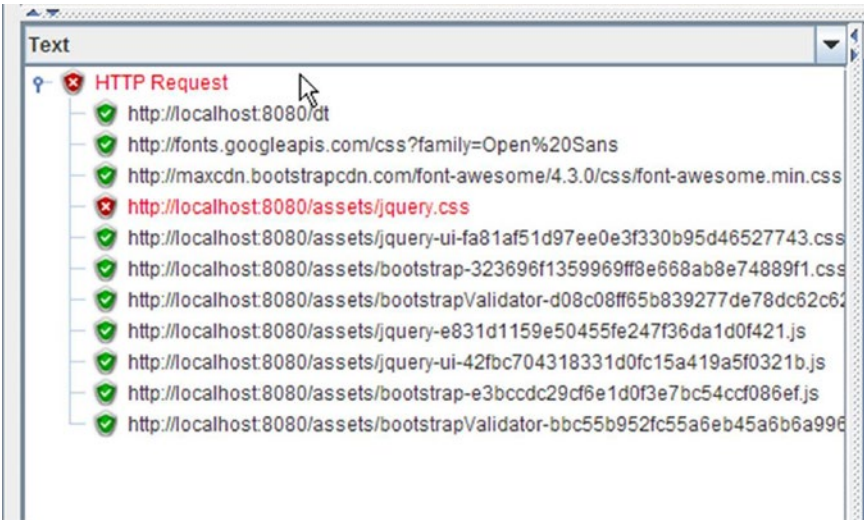 Text
HTTP Request
http://localhost:8080/dt
http://fonts.googleapis.com/css?family=Open%20Sans
http://maxcdn.bootstrapcdn.com/font-awesome/4.3.0/css/font-awesome.min.css
http://localhost:8080/assets/jquery.css
http://localhost:8080/assets/jquery-ui-fa81af51d97ee0e3f330b95d46527743.css
http://localhost:8080/assets/bootstrap-323696f1359969ff8e668ab8e74889f1.css
http://localhost:8080/assets/bootstrapValidator-d08c08ff65b839277de78dc62c62
http://localhost:8080/assets/jquery-e831d1159e50455fe247f36da1d0f421.js
http://localhost:8080/assets/jquery-ui-42fbc704318331d0fc15a419a5f0321b.js
http://localhost:8080/assets/bootstrap-e3bccdc29cf6e1d0f3e7bc54ccf086ef.js
http://localhost:8080/assets/bootstrapValidator-bbc55b952fc55a6eb45a6b6a996